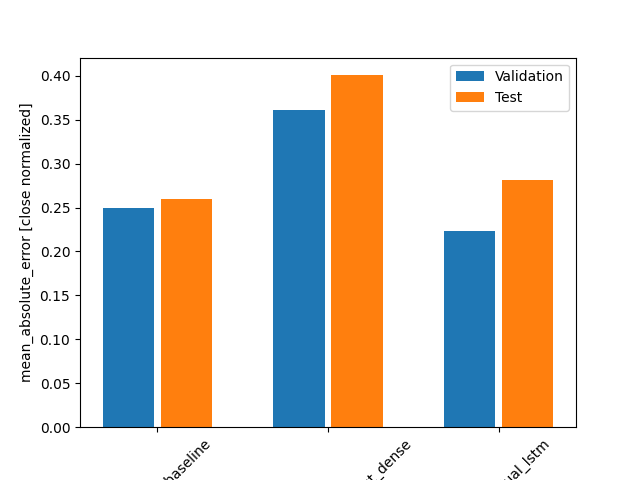 mean_absolute_error [close normalized]
0.40
0.35
0.30
0.25
0.20
0.15
0.10
0.05
0.00
Validation
Test
baseline
t_dense
ual_lstm